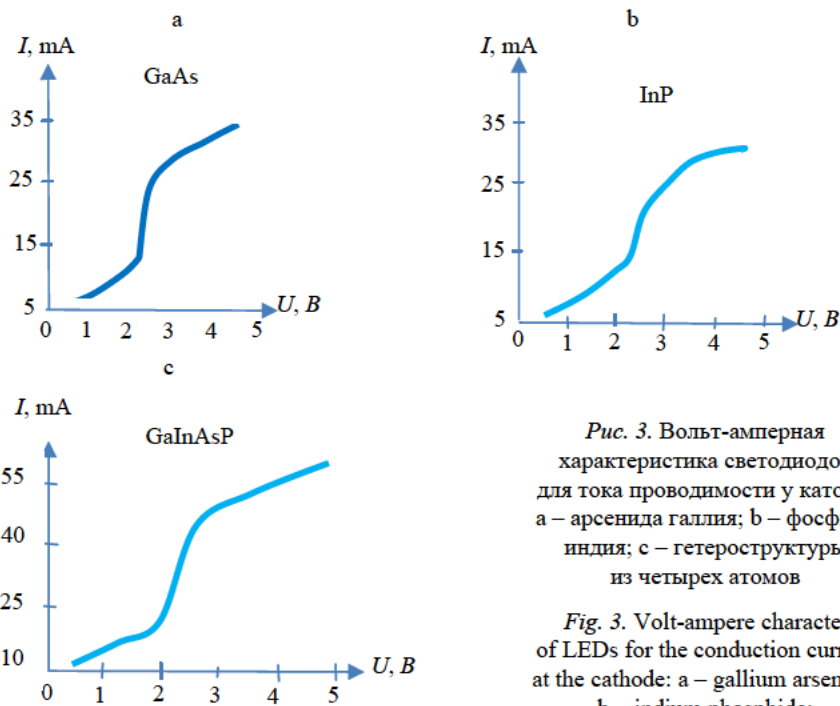 a
I, mA
GaAs
35
25
15
5
0 1 2 3 4 5
U, B
b
I, mA
InP
35
25
15
5
0 1 2 3 4 5
U, B
c
I, mA
GaInAsP
55
40
25
10
0 1 2 3 4 5
U, B
Рис. 3. Вольт-амперная
характеристика светодиодо
для тока проводимости у като
a – арсенида галлия; b – фосф
индия; c – гетероструктуры
из четырех атомов
Fig. 3. Volt-ampere characte
of LEDs for the conduction curr
at the cathode: a – gallium arsen